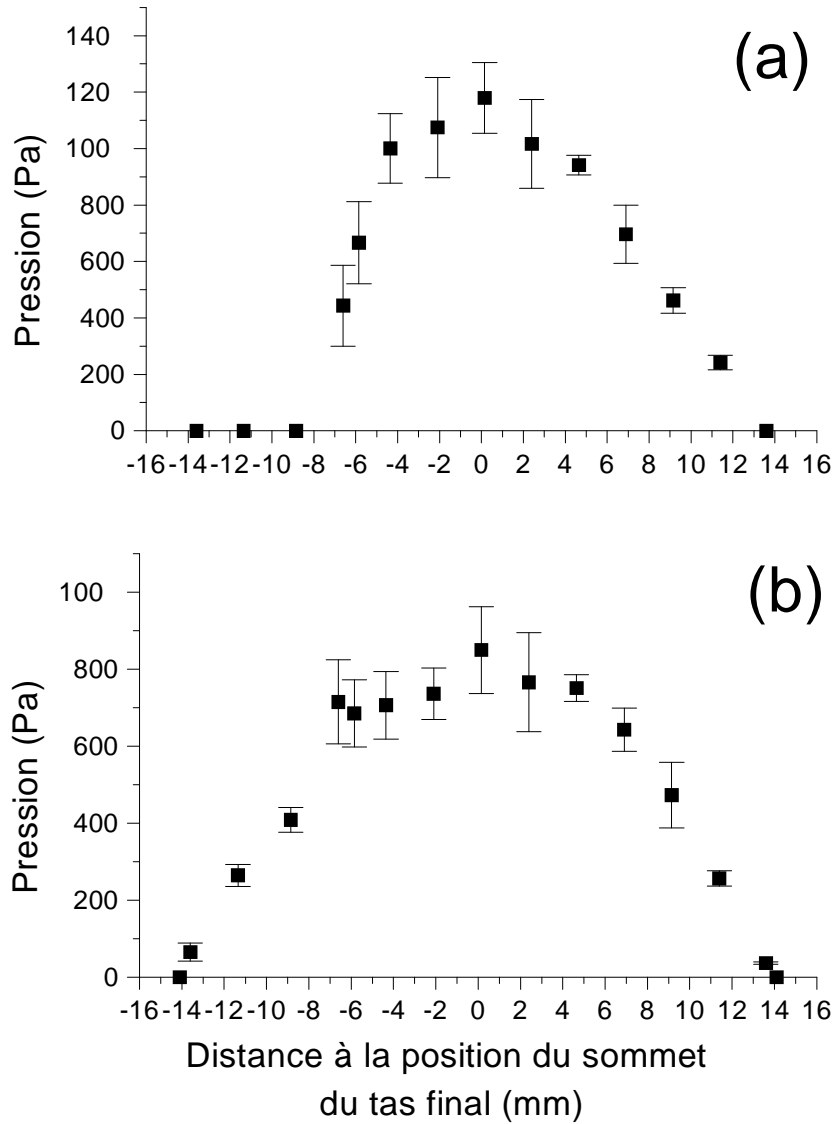 (a)
140
120
100
800
600
400
200
0
Pression (Pa)
-16 -14 -12 -10 -8 -6 -4 -2 0 2 4 6 8 10 12 14 16
(b)
100
800
600
400
200
0
Pression (Pa)
-16 -14 -12 -10 -8 -6 -4 -2 0 2 4 6 8 10 12 14 16
Distance à la position du sommet
du tas final (mm)